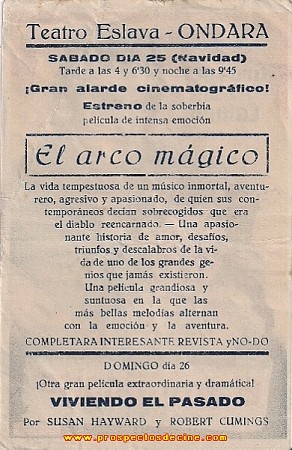 Teatro Eslava - ONDARA
SABADO DIA 25 (Navidad)
Tarde a las 4 y 6'30 y noche a las 9'45
¡Gran alarde cinematográfico!
Estreno de la soberbia
película de intensa emoción
El arco mágico
La vida tempestuosa de un músico inmortal, aventu-
rero, agresivo y apasionado, de quien sus con-
temporáneos decían sobrecogidos que era
el diablo reencarnado. — Una apasio-
nante historia de amor, desafíos,
triunfos y descalabros de la vi-
da de uno de los grandes ge-
nios que jamás existieron.
Una película grandiosa y
suntuosa en la que las
más bellas melodías alternan
con la emoción y la aventura.
COMPLETARA INTERESANTE REVISTA yNO-DO
DOMINGO día 26
¡Otra gran película extraordinaria y dramática!
VIVIENDO EL PASADO
Por SUSAN HAYWARD y ROBERT CUMINGS
www.prospectosdecine.com